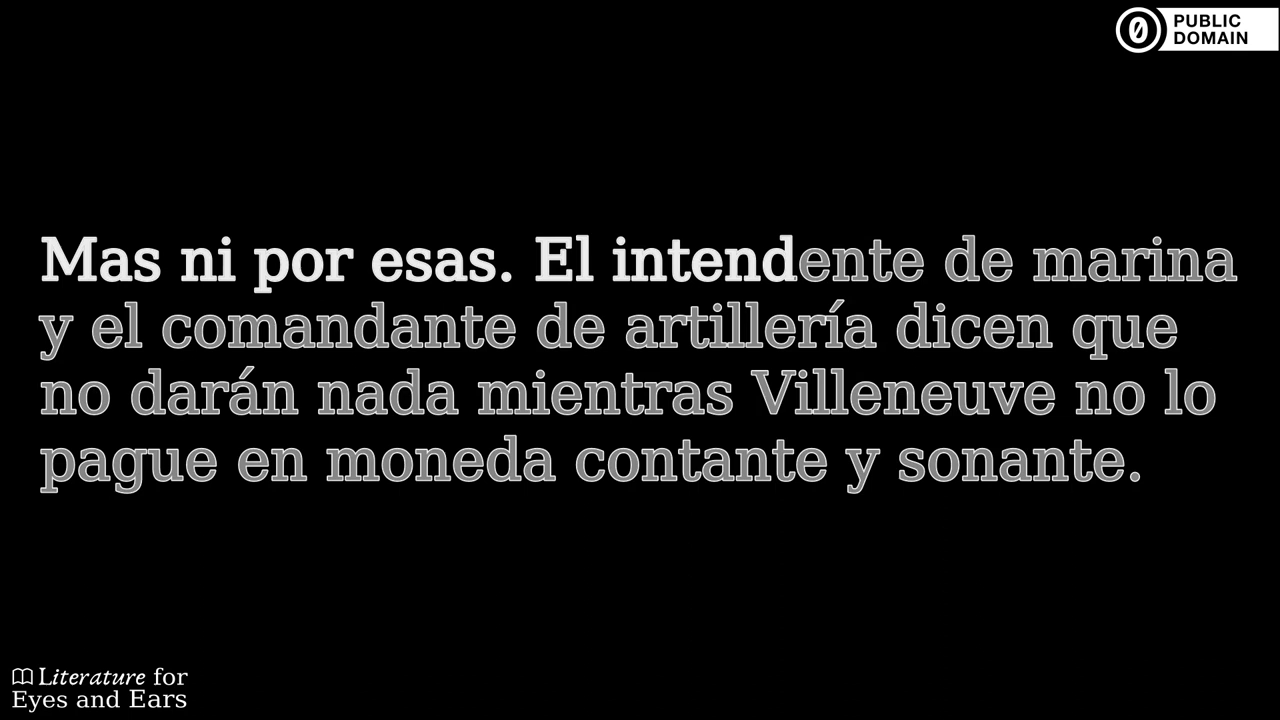 PUBLIC
DOMAIN
Mas ni por esas. El intendente de marina
y el comandante de artillería dicen que
no darán nada mientras Villeneuve no lo
pague en moneda contante y sonante.
Literature for
Eyes and Ears